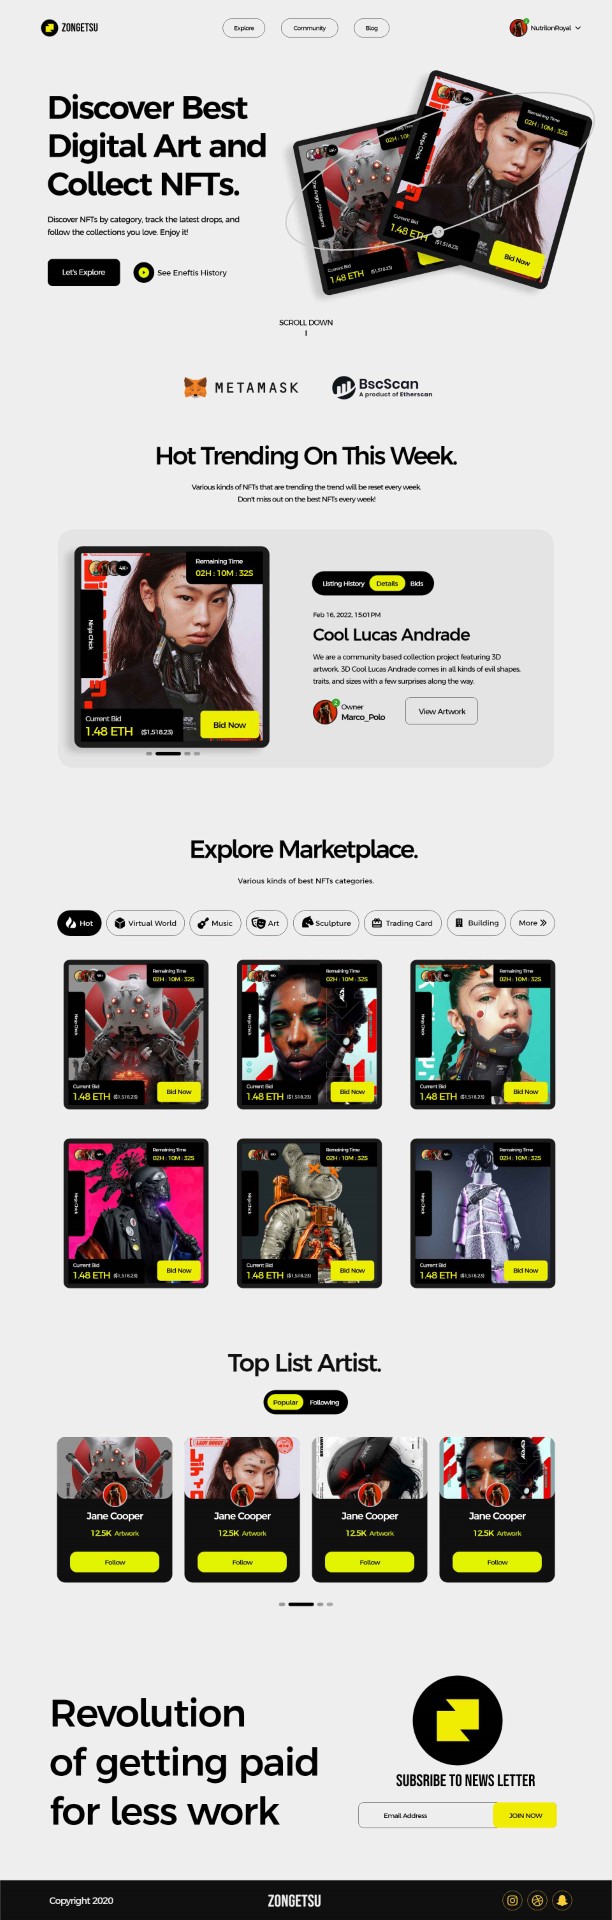 ZONGETSU
Explore
Community
Blog
NutritionRoyal
Discover Best
Digital Art and
Collect NFTs.
Discover NFTs by category, track the latest drops, and
follow the collections you love. Enjoy it!
Let's Explore
See Eneftis History
Remaining Time
02H : 10M : 32S
Ninja Chick
Current Bid
1.48 ETH
($1,518.23)
Bid Now
Current Bid
1.48 ETH
SCROLL DOWN
METAMASK
BscScan
A product of Etherscan
Hot Trending On This Week.
Various kinds of NFTs that are trending the trend will be reset every week.
Don't miss out on the best NFTs every week!
4K+
Remaining Time
02H : 10M : 32S
Ninja Chick
Current Bid
1.48 ETH ($1,518.23)
Bid Now
Listing History Details Bids
Feb 16, 2022, 15:01 PM
Cool Lucas Andrade
We are a community based collection project featuring 3D
artwork. 3D Cool Lucas Andrade comes in all kinds of evil shapes,
traits, and sizes with a few surprises along the way.
Owner
Marco_Polo
View Artwork
Explore Marketplace.
Various kinds of best NFTs categories.
Hot
Virtual World
Music
Art
Sculpture
Trading Card
Building
More
Remaining Time
02H : 10M : 32S
Ninja Chick
Current Bid
1.48 ETH ($1,518.23)
Bid Now
Remaining Time
02H : 10M : 32S
Ninja Chick
Current Bid
1.48 ETH ($1,518.23)
Bid Now
Remaining Time
02H : 10M : 32S
Ninja Chick
Current Bid
1.48 ETH ($1,518.23)
Bid Now
Remaining Time
02H : 10M : 32S
Ninja Chick
Current Bid
1.48 ETH ($1,518.23)
Bid Now
Remaining Time
02H : 10M : 32S
Ninja Chick
Current Bid
1.48 ETH ($1,518.23)
Bid Now
Remaining Time
02H : 10M : 32S
Ninja Chick
Current Bid
1.48 ETH ($1,518.23)
Bid Now
Top List Artist.
Popular Following
Jane Cooper
12.5K Artwork
Follow
Jane Cooper
12.5K Artwork
Follow
Jane Cooper
12.5K Artwork
Follow
Jane Cooper
12.5K Artwork
Follow
Revolution
of getting paid
for less work
SUBSRIBE TO NEWS LETTER
Email Address
JOIN NOW
Copyright 2020
ZONGETSU